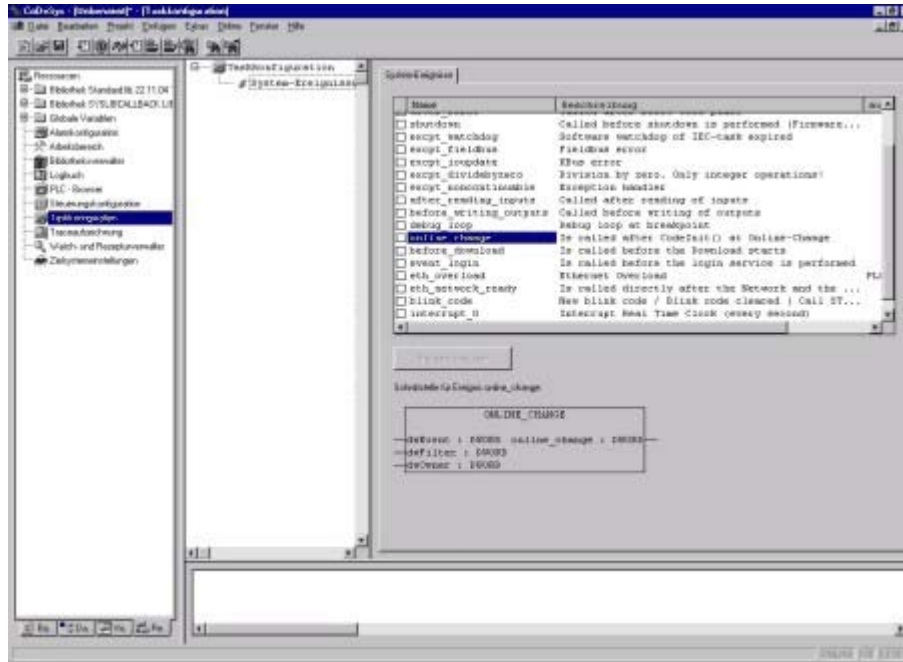 CoDeSys - (Unbenannt)* - [Taskkonfiguration]
Datei Bearbeiten Projekt Einfügen Extras Online Fenster Hilfe
Ressourcen
Bibliothek Standard.lib 22.11.04
Bibliothek SYSLIBCALLBACK.LIB
Globale Variablen
Alarmkonfiguration
Arbeitsbereich
Bibliotheksverwalter
Logbuch
PLC - Browser
Steuerungskonfiguration
Taskkonfiguration
Traceaufzeichnung
Watch- und Rezepturverwalter
Zielsystemeinstellungen
Taskkonfiguration
System-Ereignisse
System-Ereignisse
Name Beschreibung
shutdown Called before shutdown is performed (Firmware...
excpt_watchdog Software watchdog of IEC-task expired
excpt_fieldbus Fieldbus error
excpt_ioupdate KBus error
excpt_dividebyzero Division by zero. Only integer operations!
excpt_noncontinuable Exception handler
after_reading_inputs Called after reading of inputs
before_writing_outputs Called before writing of outputs
debug_loop Debug loop at breakpoint
online_change Is called after CodeInit() at Online-Change
before_download Is called before the Download starts
event_login Is called before the login service is performed
eth_overload Ethernet Overload
eth_network_ready Is called directly after the Network and the ...
blink_code New blink code / Blink code cleared ( Call ST...
interrupt_0 Interrupt Real Time Clock (every second)
Schnittstelle für Ereignis online_change:
ONLINE_CHANGE
dwEvent : DWORD online_change : DWORD
dwFilter : DWORD
dwOwner : DWORD